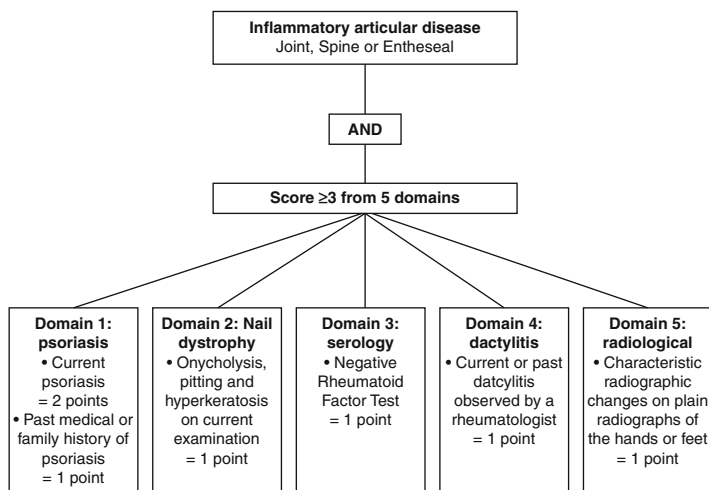 Inflammatory articular disease
Joint, Spine or Entheseal
AND
Score ≥3 from 5 domains
Domain 1:
psoriasis
• Current
psoriasis
= 2 points
• Past medical or
family history of
psoriasis
= 1 point
Domain 2: Nail
dystrophy
• Onycholysis,
pitting and
hyperkeratosis
on current
examination
= 1 point
Domain 3:
serology
• Negative
Rheumatoid
Factor Test
= 1 point
Domain 4:
dactylitis
• Current or past
datcylitis
observed by a
rheumatologist
= 1 point
Domain 5:
radiological
• Characteristic
radiographic
changes on plain
radiographs of
the hands or feet
= 1 point